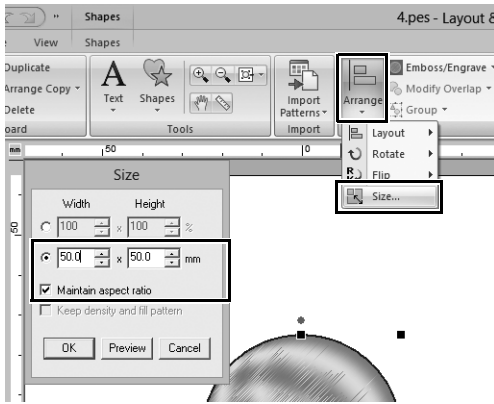 " Shapes 4.pes - Layout &
View Shapes
Duplicate
Arrange Copy
Delete
oard
Text
Shapes
Tools
Import
Patterns
Import
Arrange
Emboss/Engrave
Modify Overlap
Group
Layout
Rotate
Flip
Size...
mm 50 0
50
Size
Width Height
100 x 100 %
50.0 x 50.0 mm
Maintain aspect ratio
Keep density and fill pattern
OK Preview Cancel